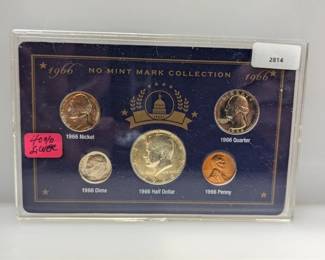 2814
1966 NO MINT MARK COLLECTION 1966
40%
SILVER
1966 Nickel
1966 Quarter
1966 Dime
1966 Half Dollar
1966 Penny